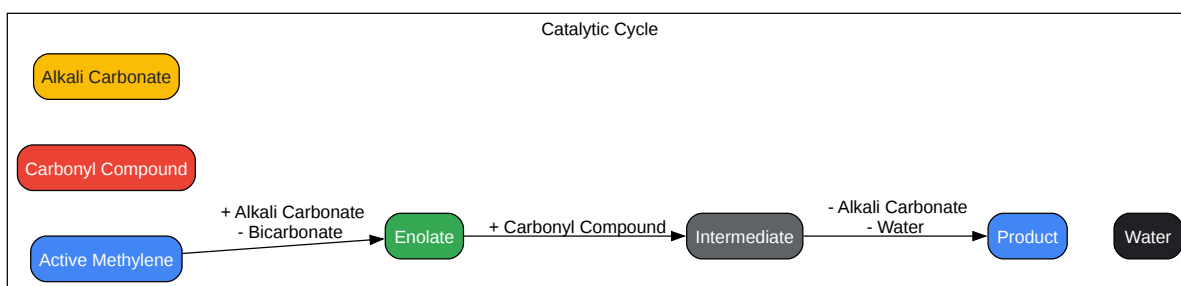 Catalytic Cycle
Alkali Carbonate
Carbonyl Compound
+ Alkali Carbonate
- Bicarbonate
- Alkali Carbonate
- Water
Active Methylene
Enolate
+ Carbonyl Compound
Intermediate
Product
Water